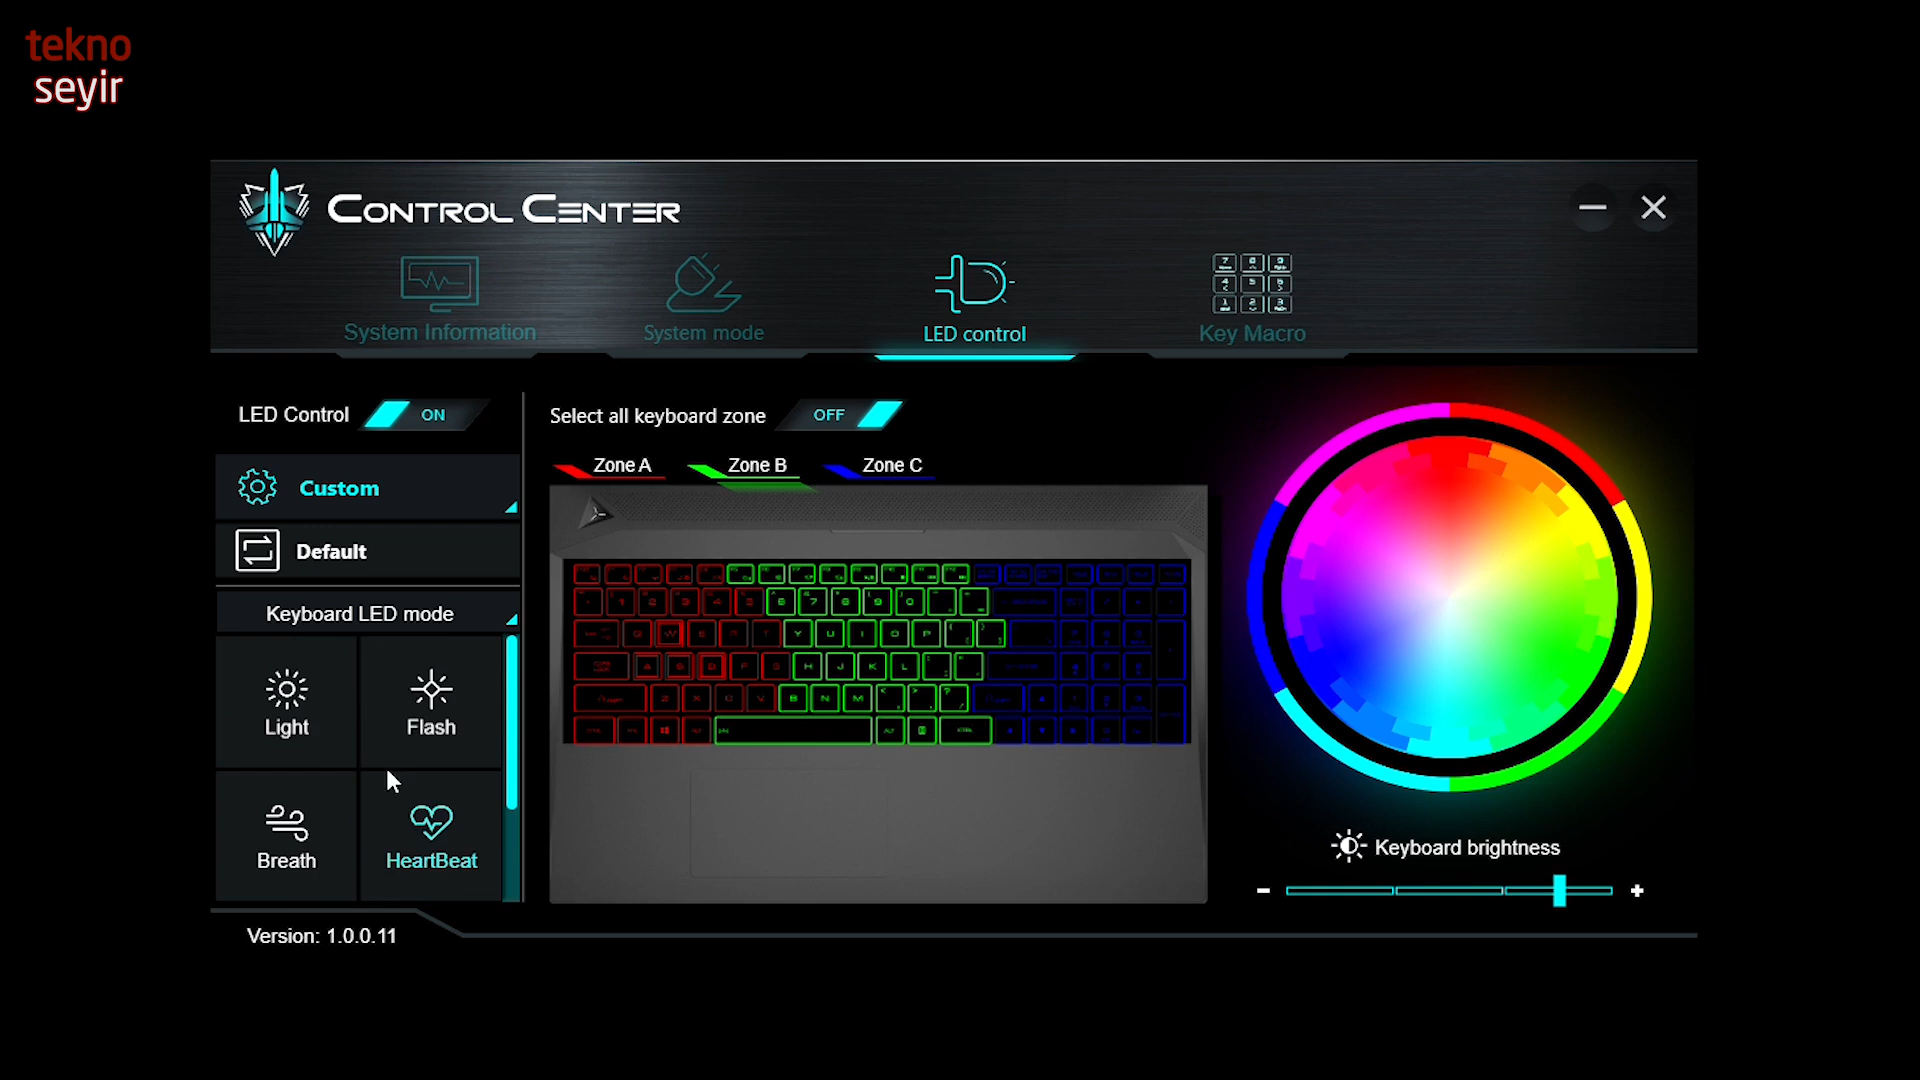 tekno
seyir
CONTROL CENTER
System Information
System mode
LED control
Key Macro
LED Control
ON
Select all keyboard zone
OFF
Custom
Default
Zone A
Zone B
Zone C
Keyboard LED mode
Light
Flash
Breath
HeartBeat
Keyboard brightness
- +
Version: 1.0.0.11